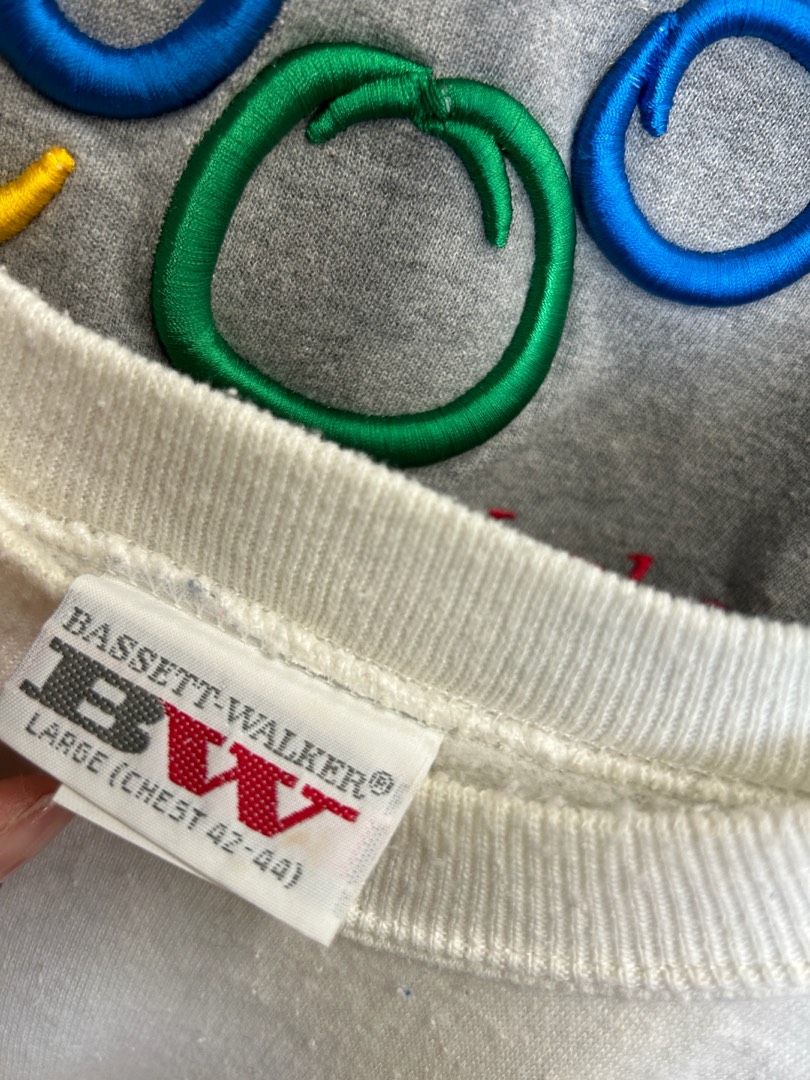 BASSETT-WALKER®
BW
LARGE (CHEST 42-44)